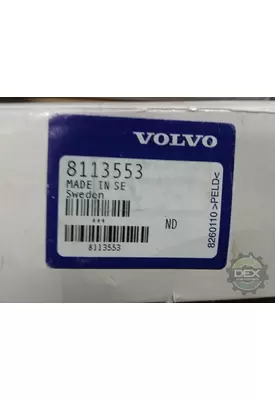 VOLVO
8113553
MADE IN SE
Sweden
***
ND
8113553
8260110 >PELD<
DEX